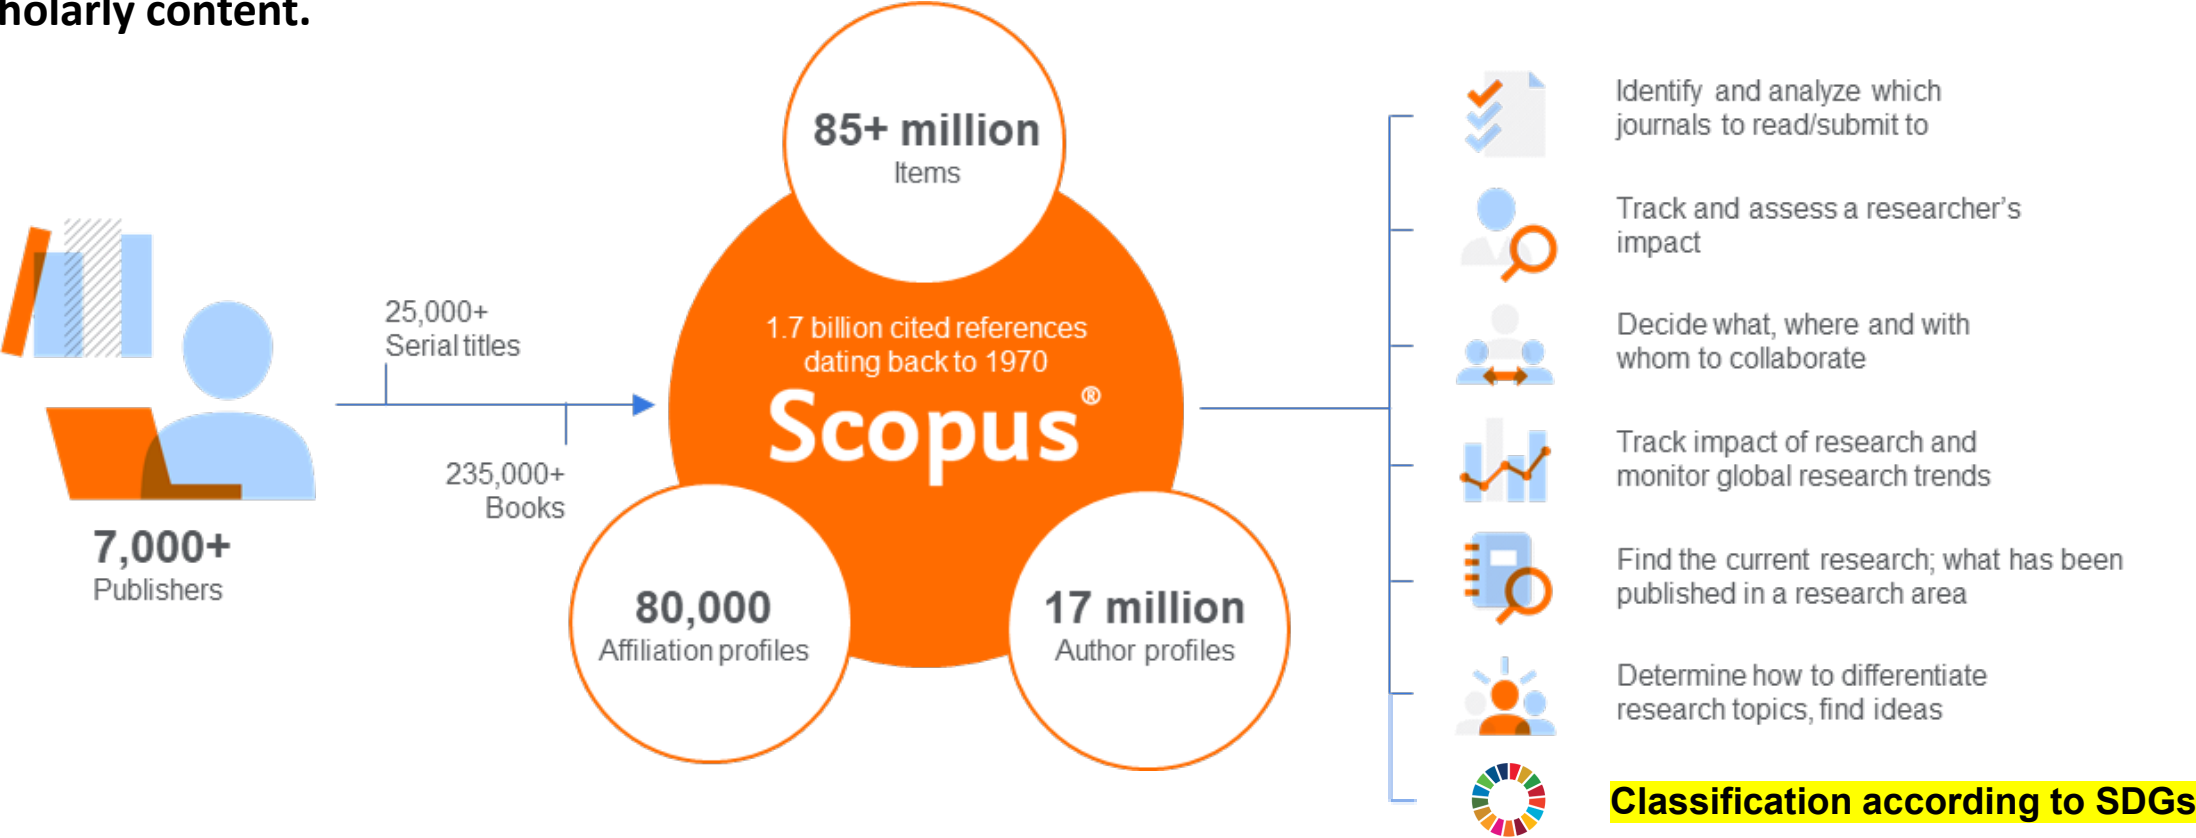 holarly content.
85+ million
Items
25,000+
Serial titles
235,000+
Books
7,000+
Publishers
1.7 billion cited references
dating back to 1970
Scopus®
80,000
Affiliation profiles
17 million
Author profiles
Identify and analyze which
journals to read/submit to
Track and assess a researcher’s
impact
Decide what, where and with
whom to collaborate
Track impact of research and
monitor global research trends
Find the current research; what has been
published in a research area
Determine how to differentiate
research topics, find ideas
Classification according to SDGs